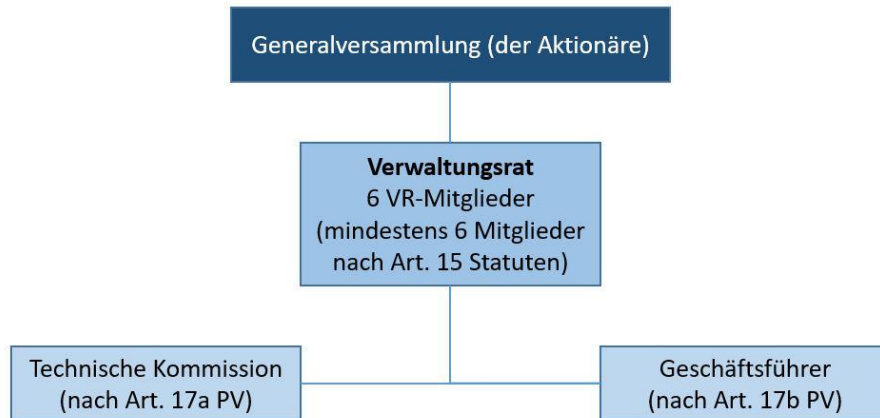 Generalversammlung (der Aktionäre)
Verwaltungsrat
6 VR-Mitglieder
(mindestens 6 Mitglieder
nach Art. 15 Statuten)
Technische Kommission
(nach Art. 17a PV)
Geschäftsführer
(nach Art. 17b PV)